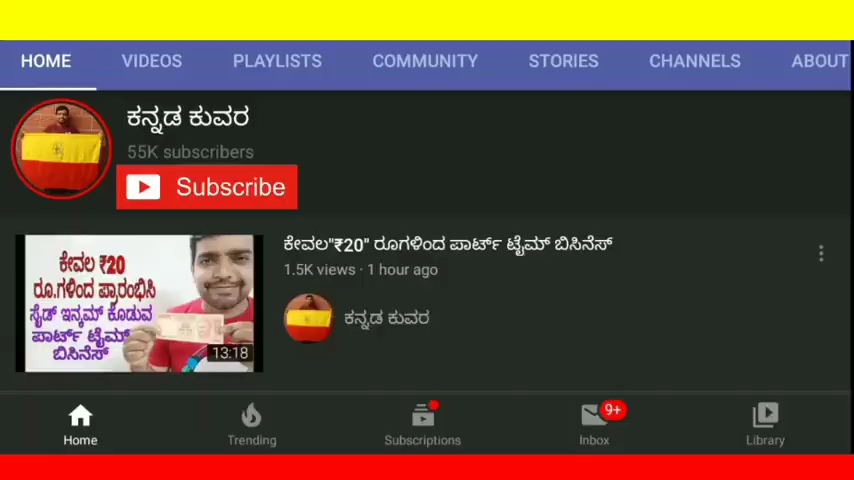 HOME VIDEOS PLAYLISTS COMMUNITY STORIES CHANNELS ABOUT
ಕನ್ನಡ ಕುವರ
55K subscribers
Subscribe
ಕೇವಲ"₹20" ರೂಗಳಿಂದ ಪಾರ್ಟ್ ಟೈಮ್ ಬಿಸಿನೆಸ್
1.5K views · 1 hour ago
ಕನ್ನಡ ಕುವರ
ಕೇವಲ ₹20
ರೂ.ಗಳಿಂದ ಪ್ರಾರಂಭಿಸಿ
ಸೈಡ್ ಇನ್ಕಮ್ ಕೊಡುವ
ಪಾರ್ಟ್ ಟೈಮ್
ಬಿಸಿನೆಸ್
13:18
Home Trending Subscriptions Inbox Library
9+